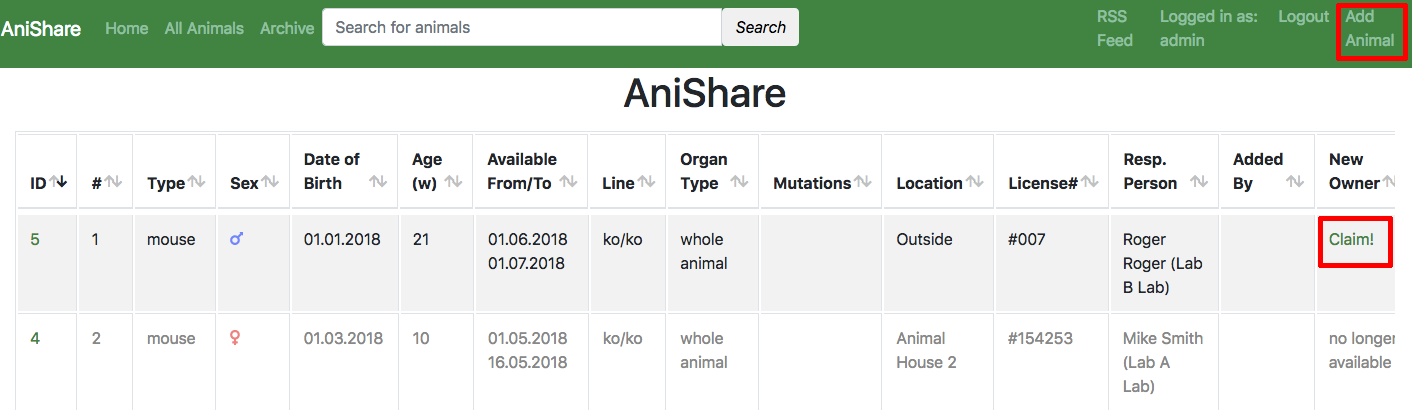 AniShare Home All Animals Archive Search for animals Search RSS Feed Logged in as: admin Logout Add Animal
AniShare
ID # Type Sex Date of Birth Age (w) Available From/To Line Organ Type Mutations Location License# Resp. Person Added By New Owner
5 1 mouse ♂ 01.01.2018 21 01.06.2018 01.07.2018 ko/ko whole animal Outside #007 Roger Roger (Lab B Lab) Claim!
4 2 mouse ♀ 01.03.2018 10 01.05.2018 16.05.2018 ko/ko whole animal Animal House 2 #154253 Mike Smith (Lab A Lab) no longer available